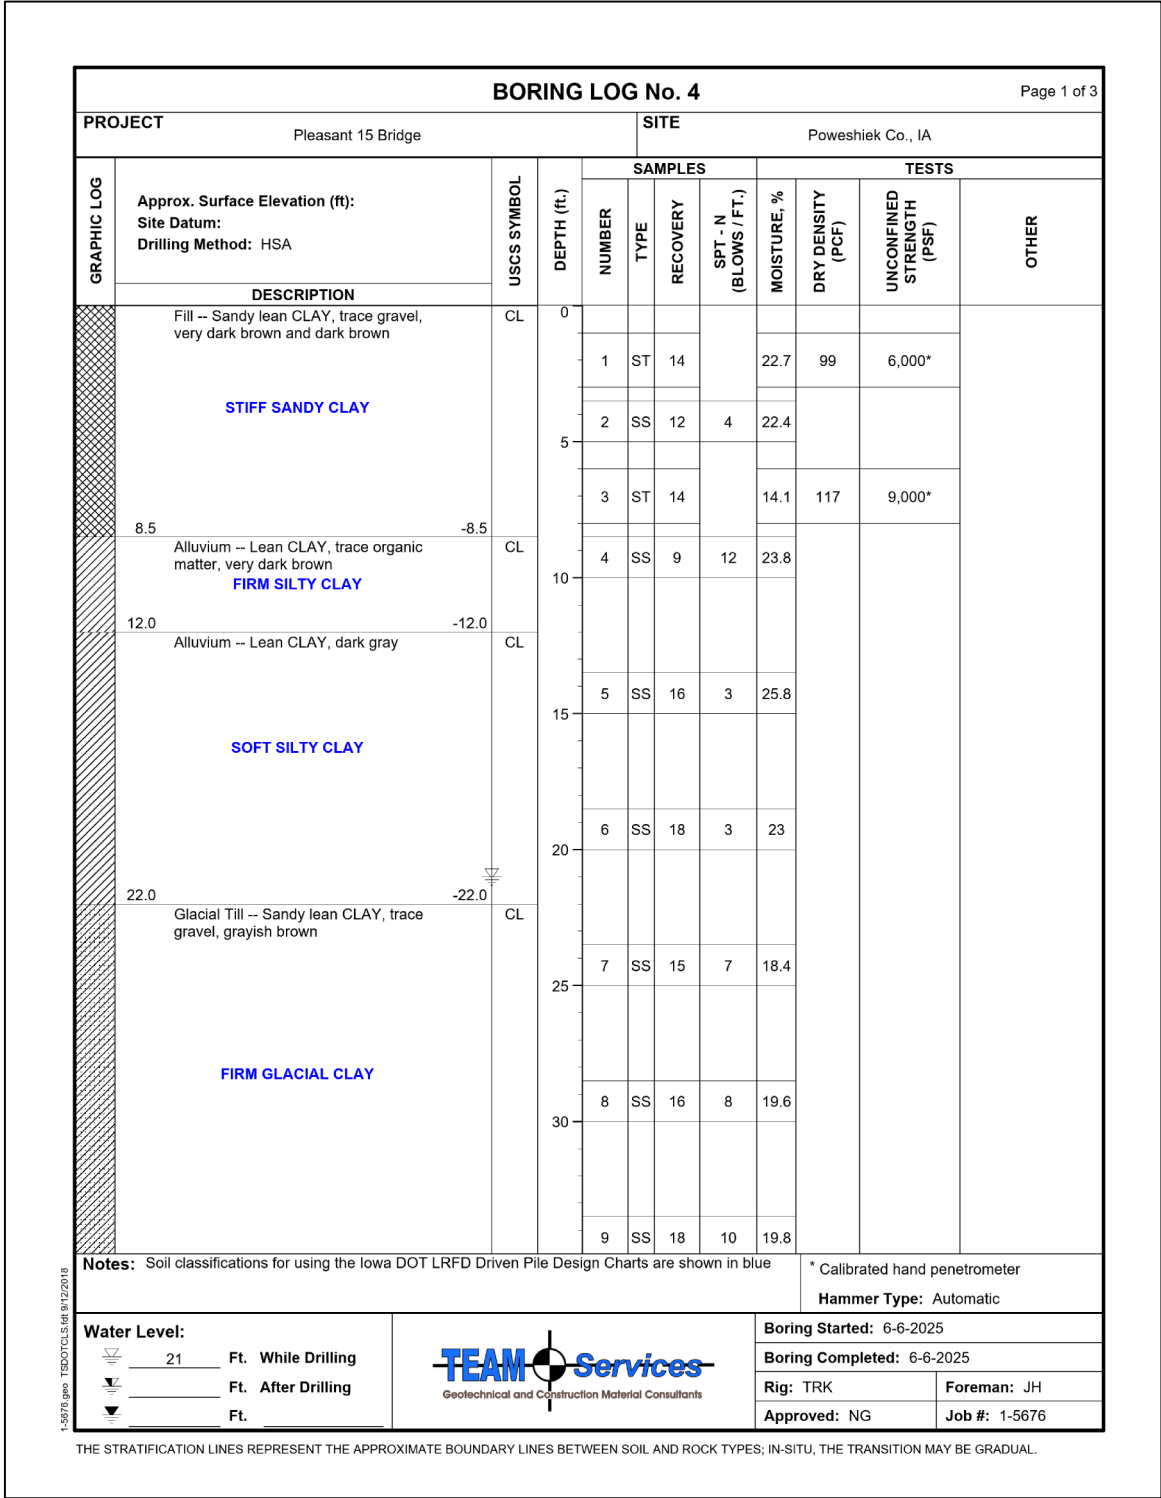 BORING LOG No. 4
Page 1 of 3
PROJECT
Pleasant 15 Bridge
SITE
Poweshiek Co., IA
GRAPHIC LOG
Approx. Surface Elevation (ft):
Site Datum:
Drilling Method: HSA
DESCRIPTION
USCS SYMBOL
DEPTH (ft.)
SAMPLES
NUMBER
TYPE
RECOVERY
SPT - N
(BLOWS / FT.)
TESTS
MOISTURE, %
DRY DENSITY
(PCF)
UNCONFINED
STRENGTH
(PSF)
OTHER
Fill -- Sandy lean CLAY, trace gravel, CL 0
very dark brown and dark brown
1 ST 14 22.7 99 6,000*
STIFF SANDY CLAY
2 SS 12 4 22.4
5
3 ST 14 14.1 117 9,000*
8.5 -8.5
Alluvium -- Lean CLAY, trace organic CL
matter, very dark brown
4 SS 9 12 23.8
FIRM SILTY CLAY
10
12.0 -12.0
Alluvium -- Lean CLAY, dark gray CL
5 SS 16 3 25.8
15
SOFT SILTY CLAY
6 SS 18 3 23
20
22.0 -22.0
Glacial Till -- Sandy lean CLAY, trace CL
gravel, grayish brown
7 SS 15 7 18.4
25
FIRM GLACIAL CLAY
8 SS 16 8 19.6
30
9 SS 18 10 19.8
Notes: Soil classifications for using the Iowa DOT LRFD Driven Pile Design Charts are shown in blue
* Calibrated hand penetrometer
Hammer Type: Automatic
Water Level:
21 Ft. While Drilling
Ft. After Drilling
Ft.
TEAM Services
Geotechnical and Construction Material Consultants
Boring Started: 6-6-2025
Boring Completed: 6-6-2025
Rig: TRK
Foreman: JH
Approved: NG
Job #: 1-5676
1-5676.geo TSDOTCLS.fdt 9/12/2018
THE STRATIFICATION LINES REPRESENT THE APPROXIMATE BOUNDARY LINES BETWEEN SOIL AND ROCK TYPES; IN-SITU, THE TRANSITION MAY BE GRADUAL.